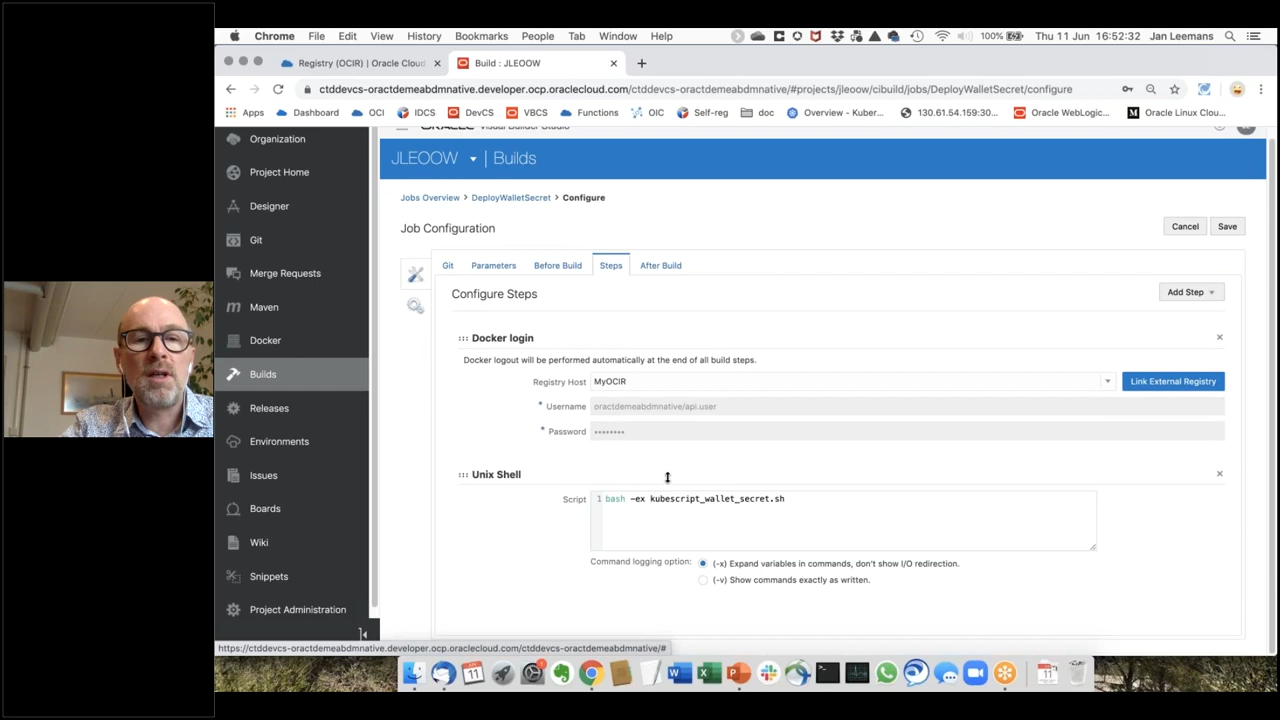 Chrome File Edit View History Bookmarks People Tab Window Help 100% Thu 11 Jun 16:52:32 Jan Leemans
Registry (OCIR) | Oracle Cloud
Build : JLEOOW
ctddevcs-oractdemeabdmnative.developer.ocp.oraclecloud.com/ctddevcs-oractdemeabdmnative/#projects/jleoow/cibuild/jobs/DeployWalletSecret/configure
Apps Dashboard OCI IDCS DevCS VBCS Functions OIC Self-reg doc Overview - Kuber... 130.61.54.159:30... Oracle WebLogic... Oracle Linux Clou...
Organization
Project Home
Designer
Git
Merge Requests
Maven
Docker
Builds
Releases
Environments
Issues
Boards
Wiki
Snippets
Project Administration
JLEOOW | Builds
Jobs Overview > DeployWalletSecret > Configure
Job Configuration
Cancel Save
Git Parameters Before Build Steps After Build
Configure Steps
Add Step
Docker login
Docker logout will be performed automatically at the end of all build steps.
Registry Host MyOCIR Link External Registry
* Username oractdemeabdmnative/api.user
* Password ••••••••
Unix Shell
Script 1 bash -ex kubescript_wallet_secret.sh
Command logging option: (-x) Expand variables in commands, don't show I/O redirection.
(-v) Show commands exactly as written.
https://ctddevcs-oractdemeabdmnative.developer.ocp.oraclecloud.com/ctddevcs-oractdemeabdmnative/#